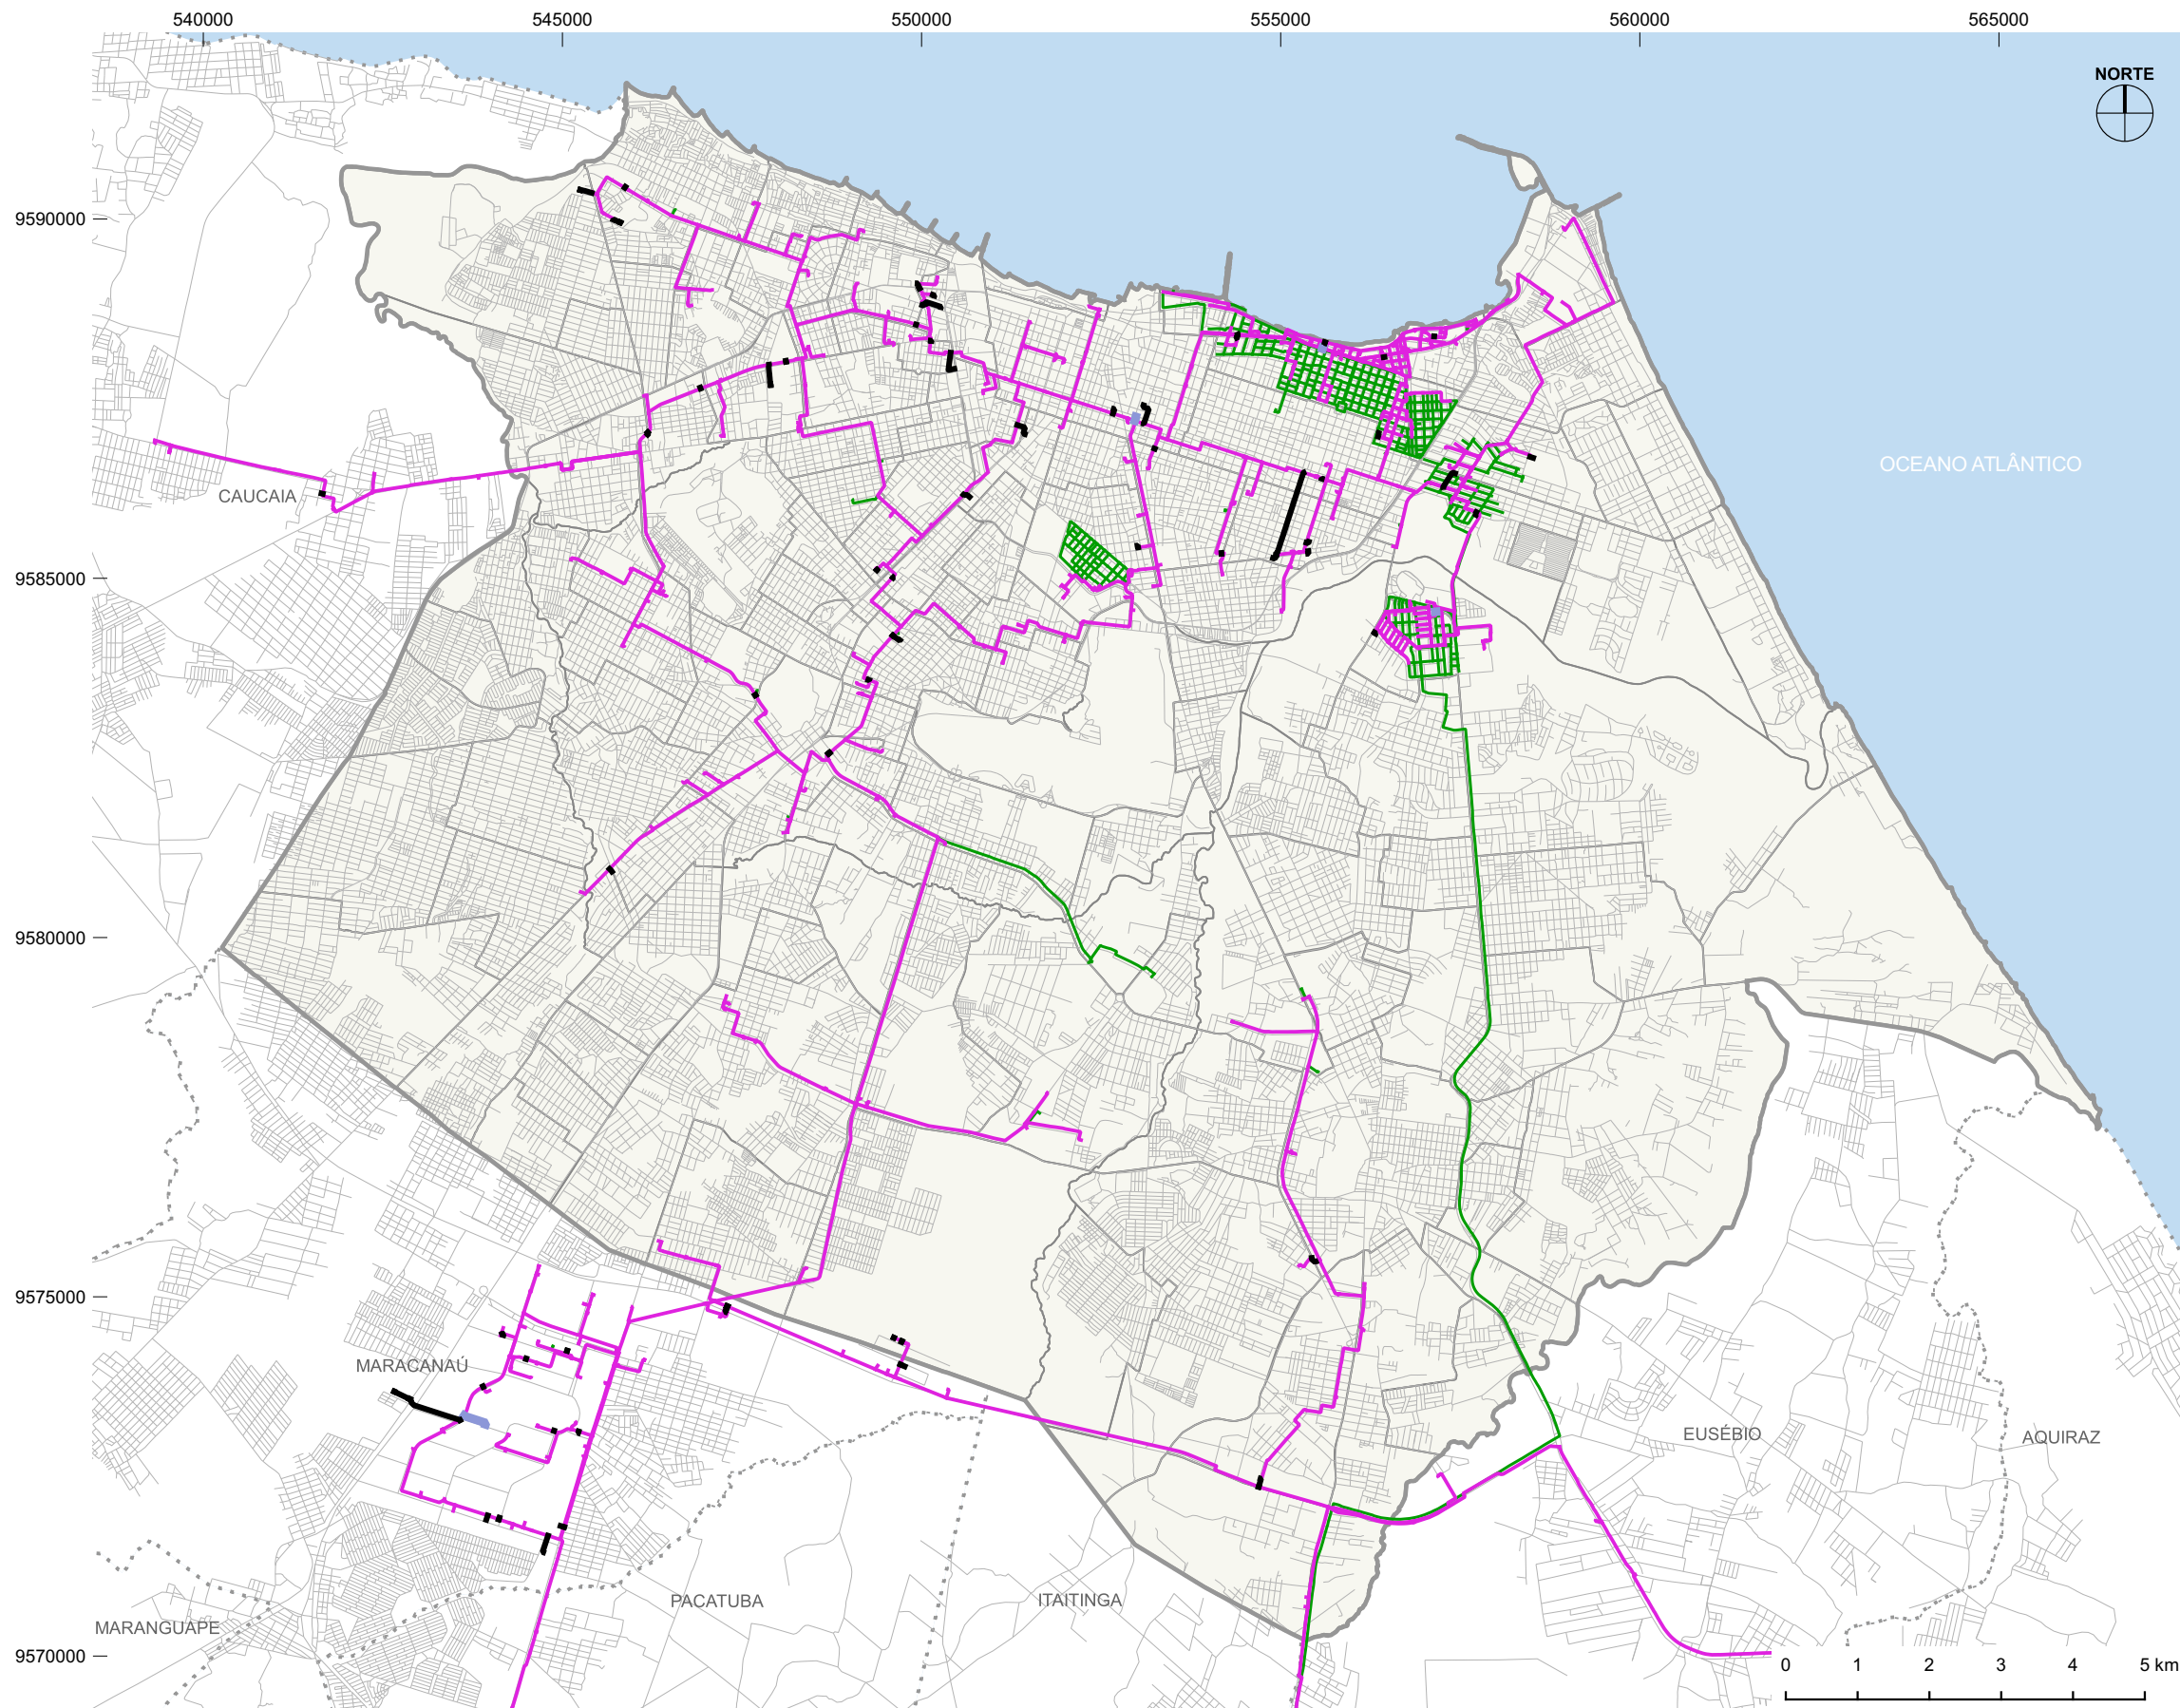 540000 545000 550000 555000 560000 565000
NORTE
9590000
OCEANO ATLÂNTICO
CAUCAIA
9585000
9580000
9575000
MARACANAÚ
EUSÉBIO
AQUIRAZ
PACATUBA
ITAITINGA
MARANGUAPE
9570000
0 1 2 3 4 5 km